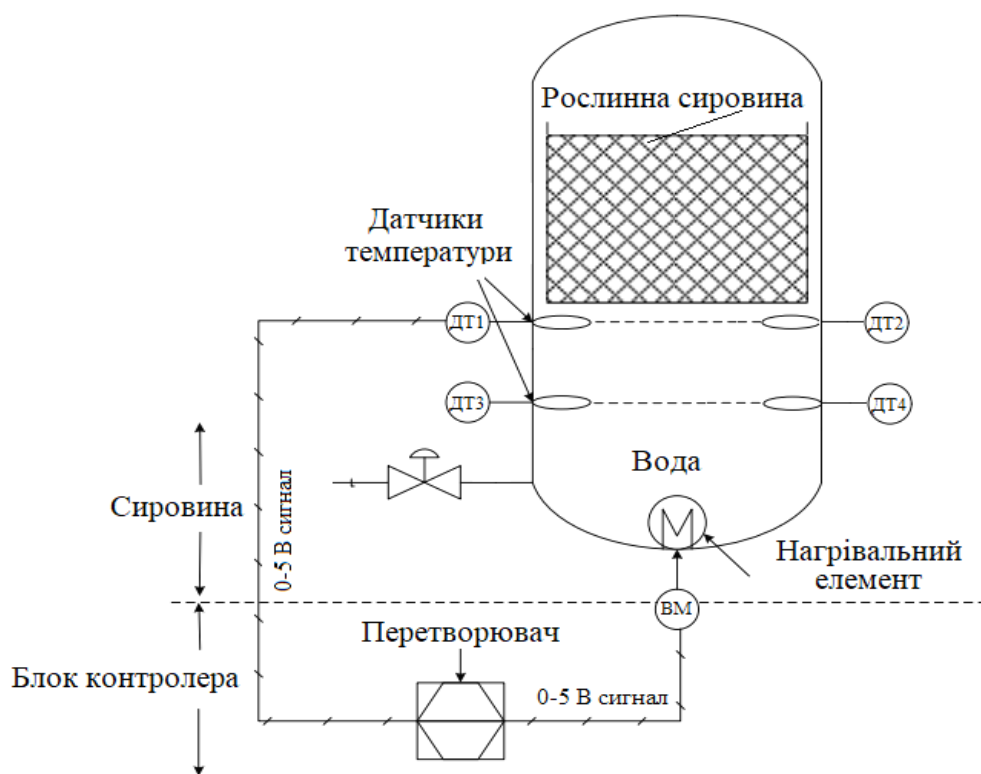 Рослинна сировина
Датчики
температури
ДТ1
ДТ2
ДТ3
ДТ4
Вода
Сировина
0-5 В сигнал
Нагрівальний
елемент
ВМ
Перетворювач
Блок контролера
0-5 В сигнал